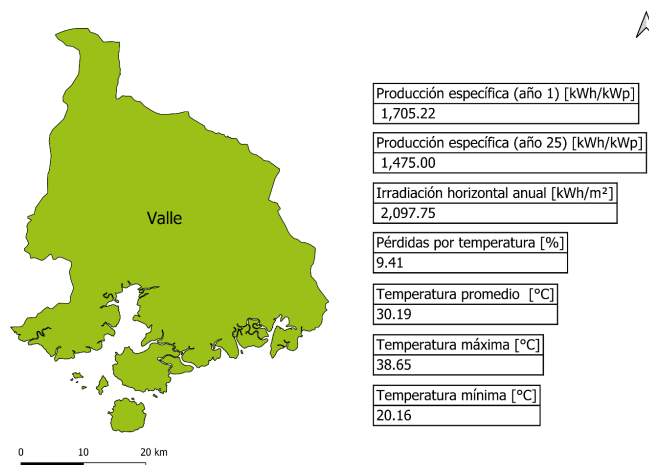 Valle
Producción específica (año 1) [kWh/kWp]
1,705.22
Producción específica (año 25) [kWh/kWp]
1,475.00
Irradiación horizontal anual [kWh/m²]
2,097.75
Pérdidas por temperatura [%]
9.41
Temperatura promedio [°C]
30.19
Temperatura máxima [°C]
38.65
Temperatura mínima [°C]
20.16
0 10 20 km